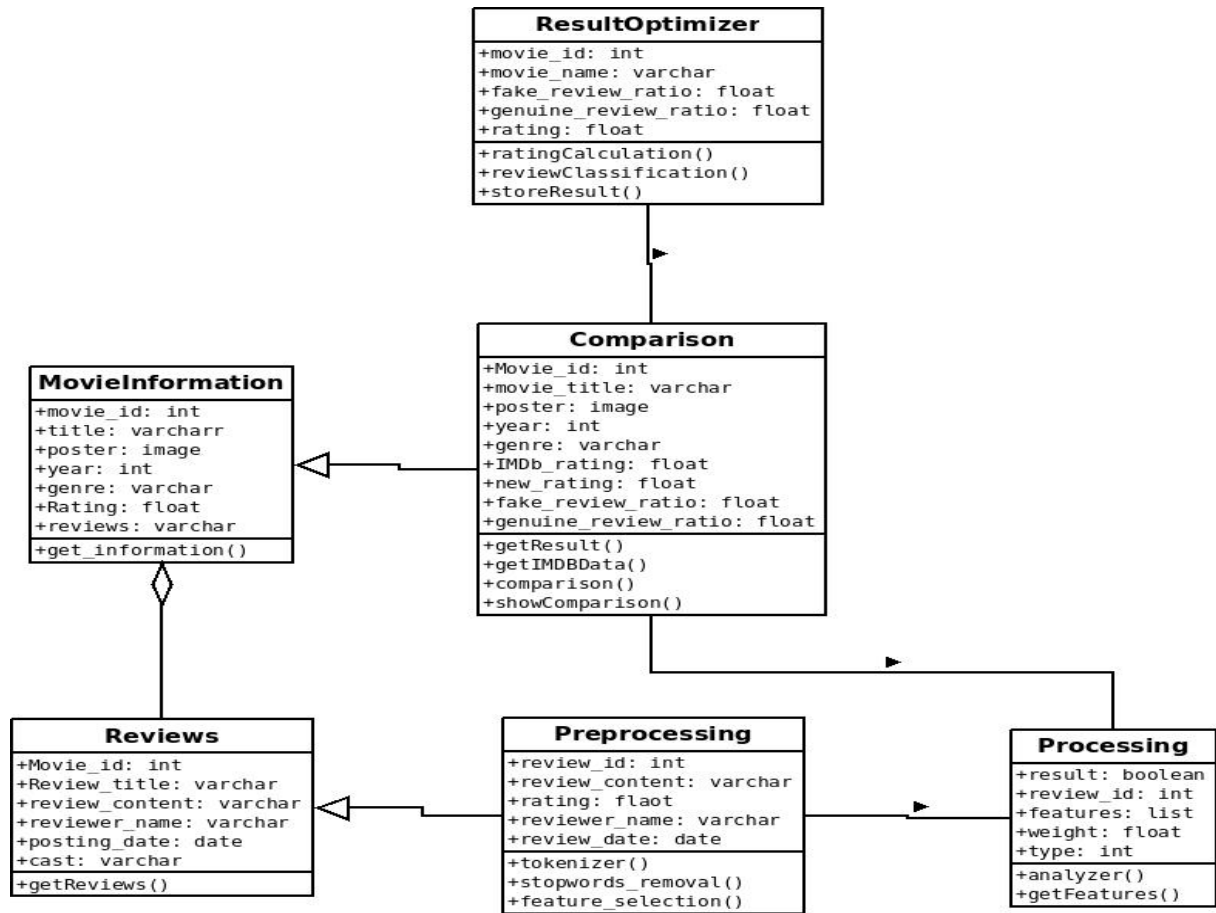 ResultOptimizer
+movie_id: int
+movie_name: varchar
+fake_review_ratio: float
+genuine_review_ratio: float
+rating: float
+ratingCalculation()
+reviewClassification()
+storeResult()
Comparison
+Movie_id: int
+movie_title: varchar
+poster: image
+year: int
+genre: varchar
+IMDb_rating: float
+new_rating: float
+fake_review_ratio: float
+genuine_review_ratio: float
+getResult()
+getIMDBData()
+comparison()
+showComparison()
MovieInformation
+movie_id: int
+title: varcharr
+poster: image
+year: int
+genre: varchar
+Rating: float
+reviews: varchar
+get_information()
Reviews
+Movie_id: int
+Review_title: varchar
+review_content: varchar
+reviewer_name: varchar
+posting_date: date
+cast: varchar
+getReviews()
Preprocessing
+review_id: int
+review_content: varchar
+rating: flaot
+reviewer_name: varchar
+review_date: date
+tokenizer()
+stopwords_removal()
+feature_selection()
Processing
+result: boolean
+review_id: int
+features: list
+weight: float
+type: int
+analyzer()
+getFeatures()